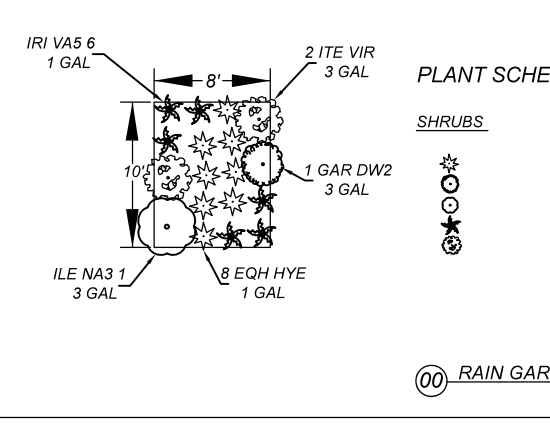 IRI VA5 6
1 GAL
2 ITE VIR
3 GAL
8'
10'
1 GAR DW2
3 GAL
ILE NA3 1
3 GAL
8 EQH HYE
1 GAL
PLANT SCHE
SHRUBS
00 RAIN GAR